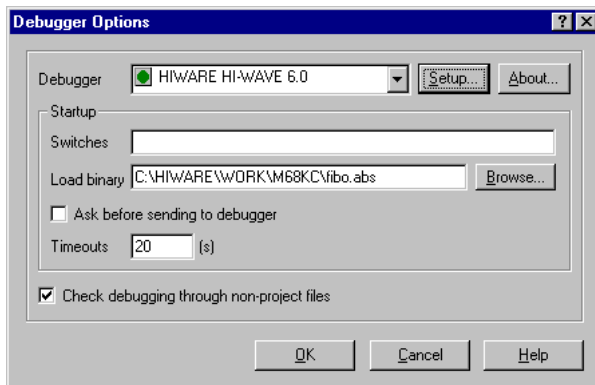 Debugger Options
Debugger HIWARE HI-WAVE 6.0 Setup... About...
Startup
Switches
Load binary C:\HIWARE\WORK\M68KC\fibo.abs Browse...
Ask before sending to debugger
Timeouts 20 (s)
Check debugging through non-project files
OK Cancel Help